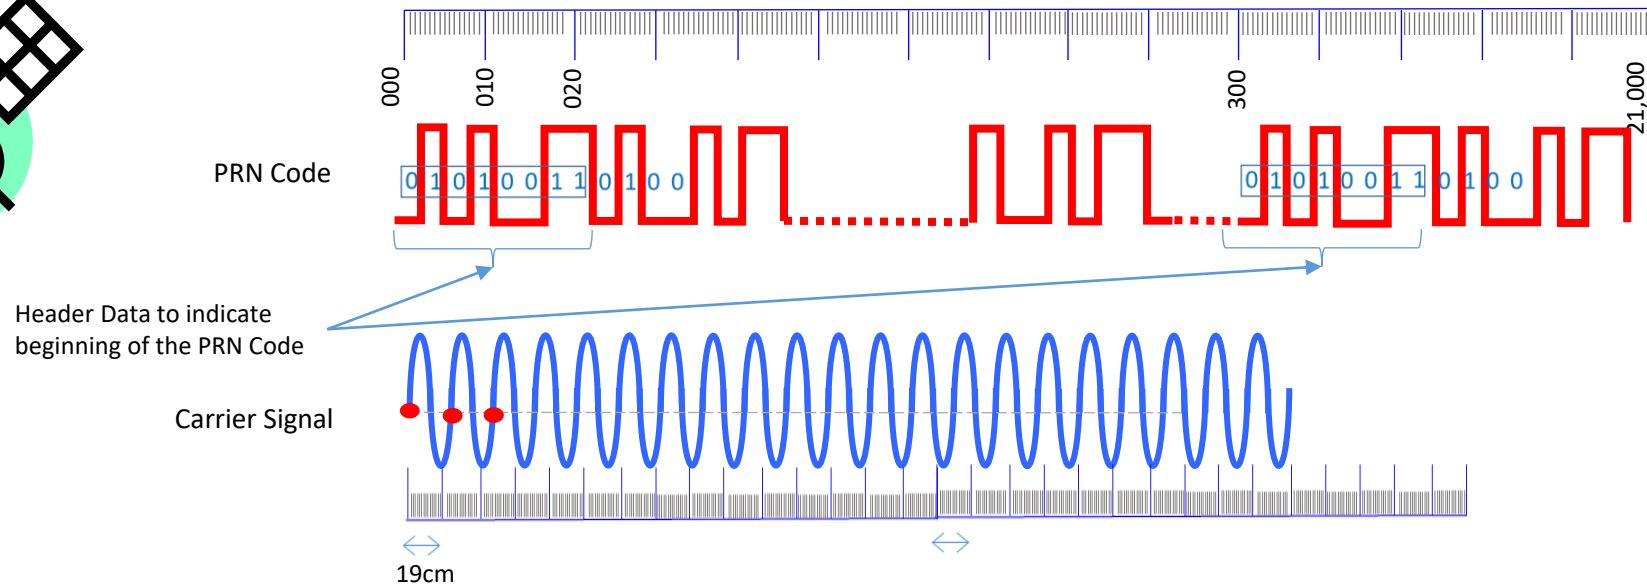 000
010
020
300
21,000
PRN Code
0 1 0 1 0 0 1 1 0 1 0 0
0 1 0 1 0 0 1 1 0 1 0 0
Header Data to indicate
beginning of the PRN Code
Carrier Signal
19cm